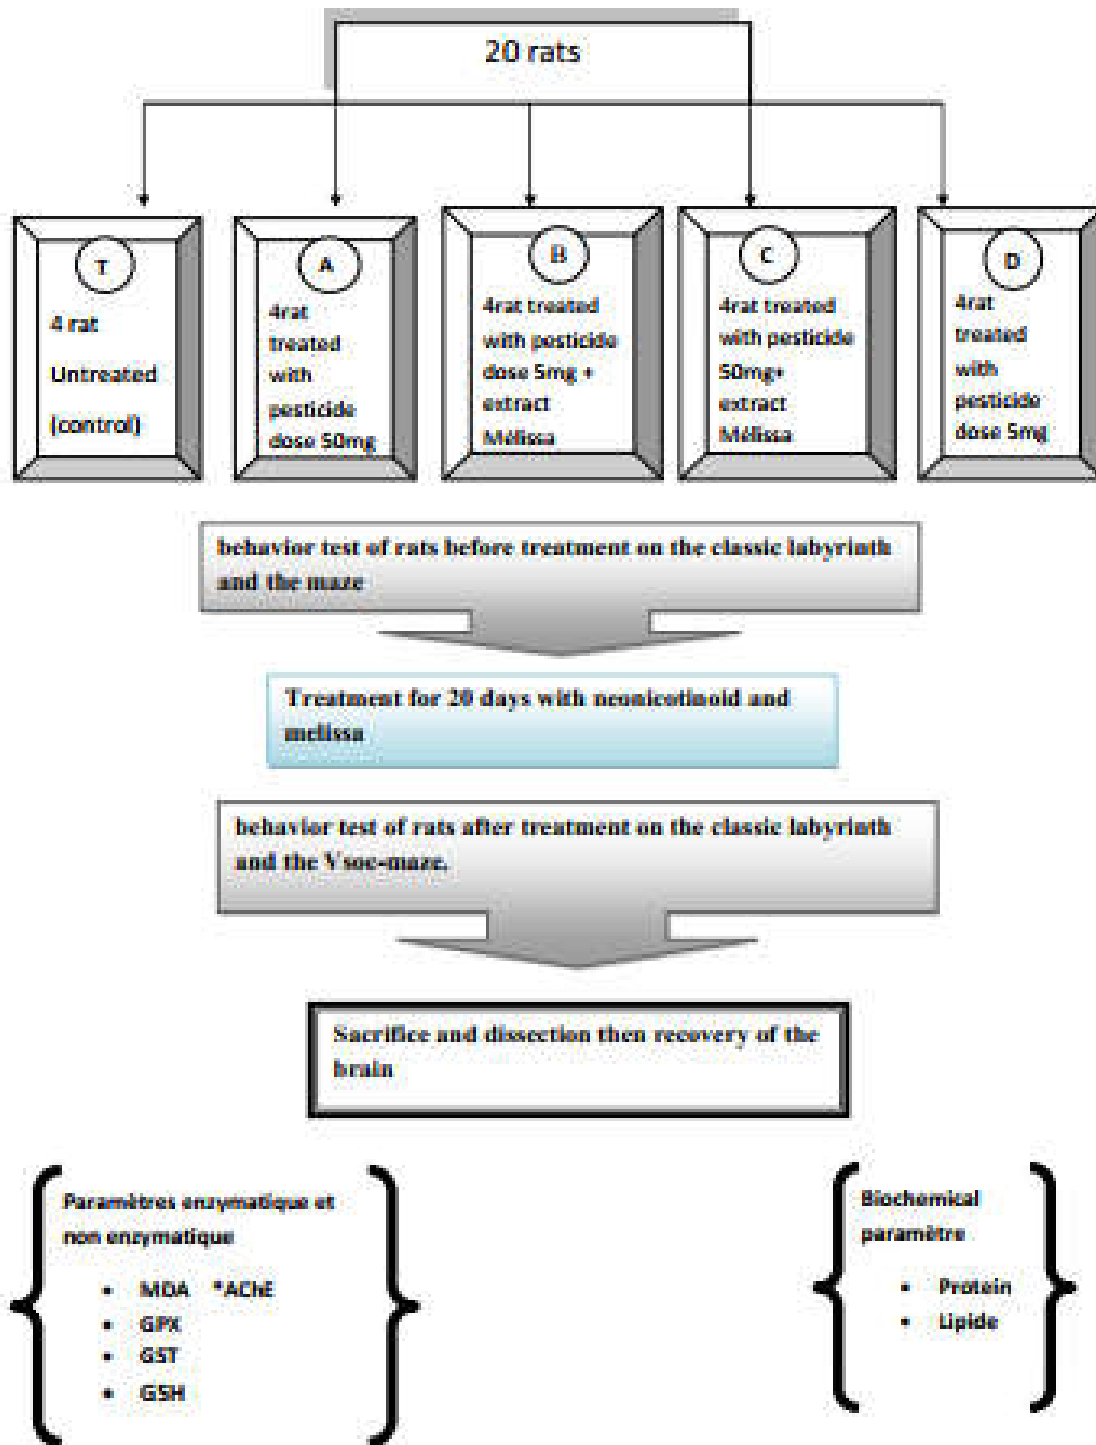 20 rats
T
4 rat
Untreated
(control)
A
4rat
treated
with
pesticide
dose 50mg
B
4rat treated
with pesticide
dose 5mg +
extract
Mélissa
C
4rat treated
with pesticide
50mg+
extract
Mélissa
D
4rat
treated
with
pesticide
dose 5mg
behavior test of rats before treatment on the classic labyrinth
and the maze
Treatment for 20 days with neonicotinoid and
melissa
behavior test of rats after treatment on the classic labyrinth
and the Vsoc-maze.
Sacrifice and dissection then recovery of the
brain
Paramètres enzymatique et
non enzymatique
• MDA *AChE
• GPX
• GST
• GSH
Biochemical
paramètre
• Protein
• Lipide